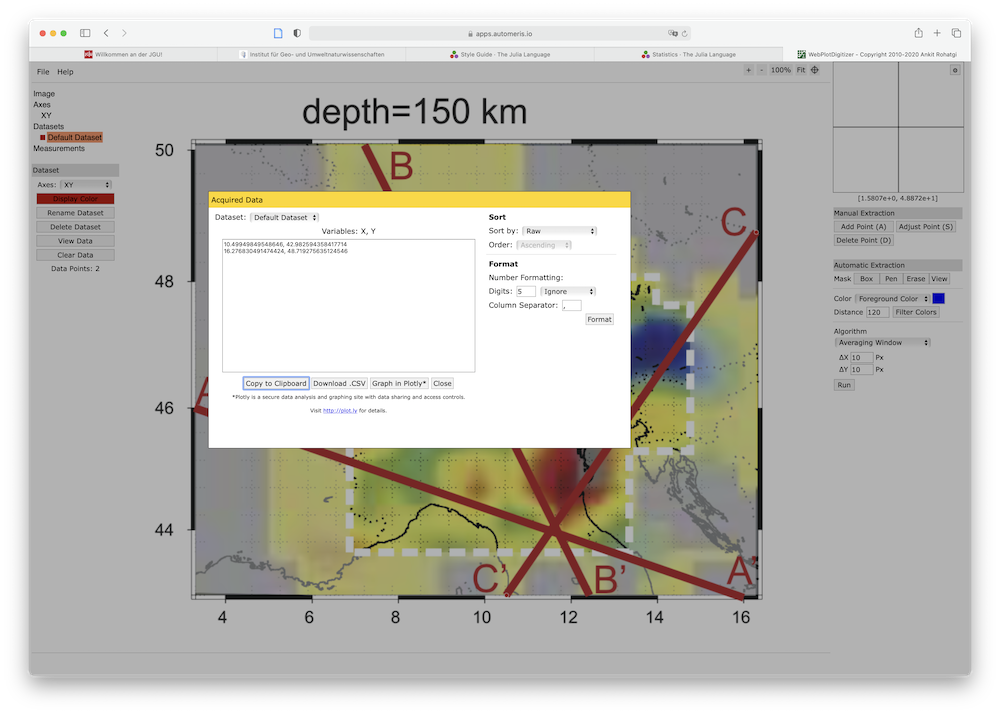 apps.automeris.io
Willkommen an der JGU!
Institut für Geo- und Umweltnaturwissenschaften
Style Guide · The Julia Language
Statistics · The Julia Language
WebPlotDigitizer - Copyright 2010-2020 Ankit Rohatgi
File Help
+ - 100% Fit
Image
Axes
XY
Datasets
Default Dataset
Measurements
Dataset
Axes: XY
Display Color
Rename Dataset
Delete Dataset
View Data
Clear Data
Data Points: 2
depth=150 km
50
48
46
44
4 6 8 10 12 14 16
B
C
A
C'
B'
A'
Acquired Data
Dataset: Default Dataset
Variables: X, Y
10.49949849548646, 42.982594358417714
16.276830491474424, 48.719275635124546
Copy to Clipboard Download .CSV Graph in Plotly* Close
*Plotly is a secure data analysis and graphing site with data sharing and access controls.
Visit http://plot.ly for details.
Sort
Sort by: Raw
Order: Ascending
Format
Number Formatting:
Digits: 5 Ignore
Column Separator: ,
Format
[1.5807e+0, 4.8872e+1]
Manual Extraction
Add Point (A) Adjust Point (S)
Delete Point (D)
Automatic Extraction
Mask Box Pen Erase View
Color Foreground Color
Distance 120 Filter Colors
Algorithm
Averaging Window
ΔX 10 Px
ΔY 10 Px
Run